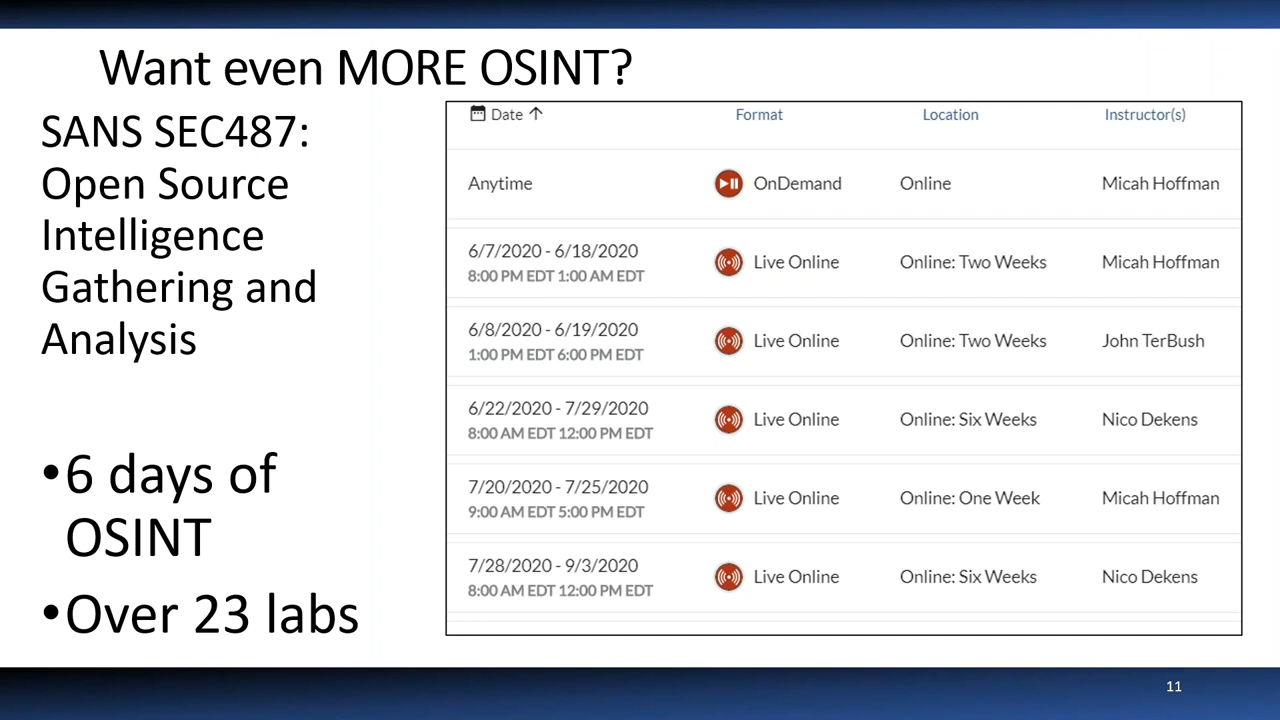 Want even MORE OSINT?
SANS SEC487:
Open Source
Intelligence
Gathering and
Analysis
•6 days of
OSINT
•Over 23 labs
Date ↑ Format Location Instructor(s)
Anytime OnDemand Online Micah Hoffman
6/7/2020 - 6/18/2020
8:00 PM EDT 1:00 AM EDT Live Online Online: Two Weeks Micah Hoffman
6/8/2020 - 6/19/2020
1:00 PM EDT 6:00 PM EDT Live Online Online: Two Weeks John TerBush
6/22/2020 - 7/29/2020
8:00 AM EDT 12:00 PM EDT Live Online Online: Six Weeks Nico Dekens
7/20/2020 - 7/25/2020
9:00 AM EDT 5:00 PM EDT Live Online Online: One Week Micah Hoffman
7/28/2020 - 9/3/2020
8:00 AM EDT 12:00 PM EDT Live Online Online: Six Weeks Nico Dekens
11